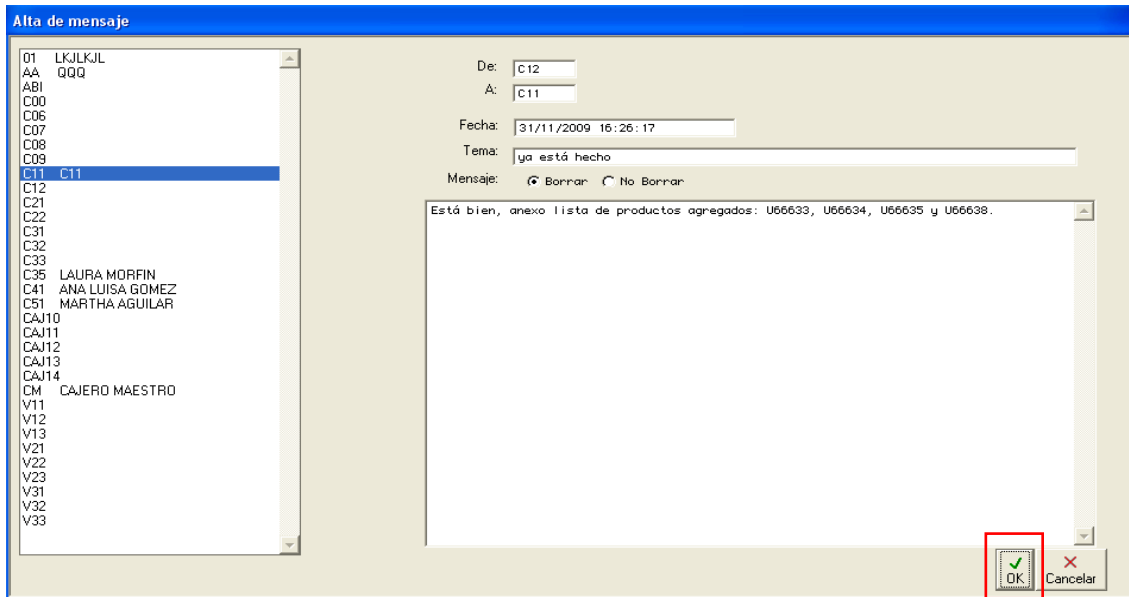 Alta de mensaje
01 LKJLKJL
AA QQQ
ABI
C00
C06
C07
C08
C09
C11 C11
C12
C21
C22
C31
C32
C33
C35 LAURA MORFIN
C41 ANA LUISA GOMEZ
C51 MARTHA AGUILAR
CAJ10
CAJ11
CAJ12
CAJ13
CAJ14
CM CAJERO MAESTRO
V11
V12
V13
V21
V22
V23
V31
V32
V33
De: C12
A: C11
Fecha: 31/11/2009 16:26:17
Tema: ya está hecho
Mensaje: Borrar No Borrar
Está bien, anexo lista de productos agregados: U66633, U66634, U66635 y U66638.
OK Cancelar